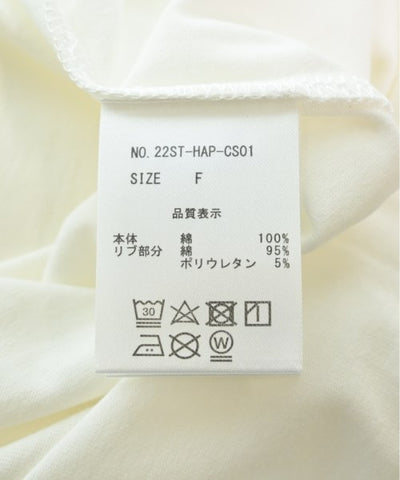 NO. 22ST-HAP-CS01
SIZE F
品質表示
本体 綿 100%
リブ部分 綿 95%
ポリウレタン 5%
30
W